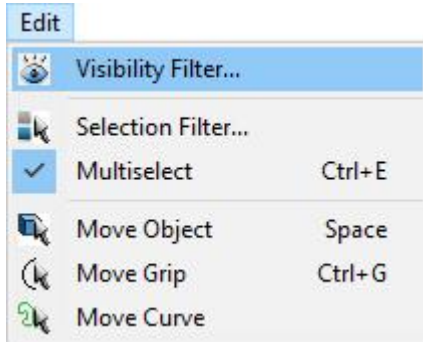 Edit
Visibility Filter...
Selection Filter...
Multiselect Ctrl+E
Move Object Space
Move Grip Ctrl+G
Move Curve